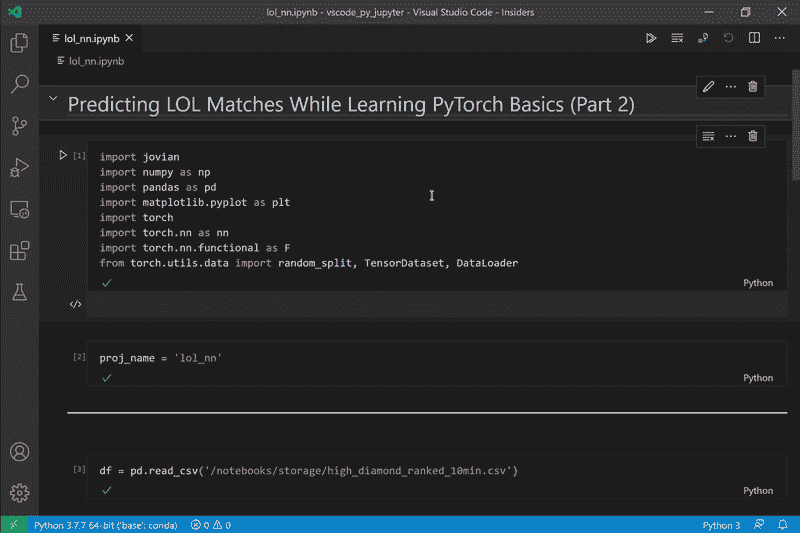 lol_nn.ipynb - vscode_py_jupyter - Visual Studio Code - Insiders
lol_nn.ipynb
lol_nn.ipynb
Predicting LOL Matches While Learning PyTorch Basics (Part 2)
[1]
import jovian
import numpy as np
import pandas as pd
import matplotlib.pyplot as plt
import torch
import torch.nn as nn
import torch.nn.functional as F
from torch.utils.data import random_split, TensorDataset, DataLoader
Python
[2]
proj_name = 'lol_nn'
Python
[3]
df = pd.read_csv('/notebooks/storage/high_diamond_ranked_10min.csv')
Python
Python 3.7.7 64-bit ('base': conda) 0 0 Python 3